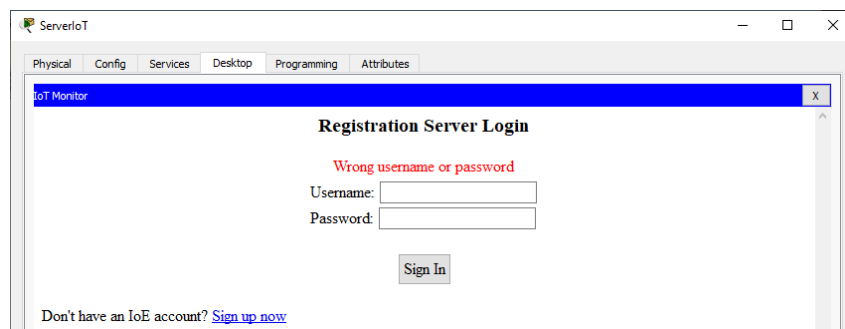 ServerIoT
Physical Config Services Desktop Programming Attributes
IoT Monitor X
Registration Server Login
Wrong username or password
Username:
Password:
Sign In
Don't have an IoE account? Sign up now